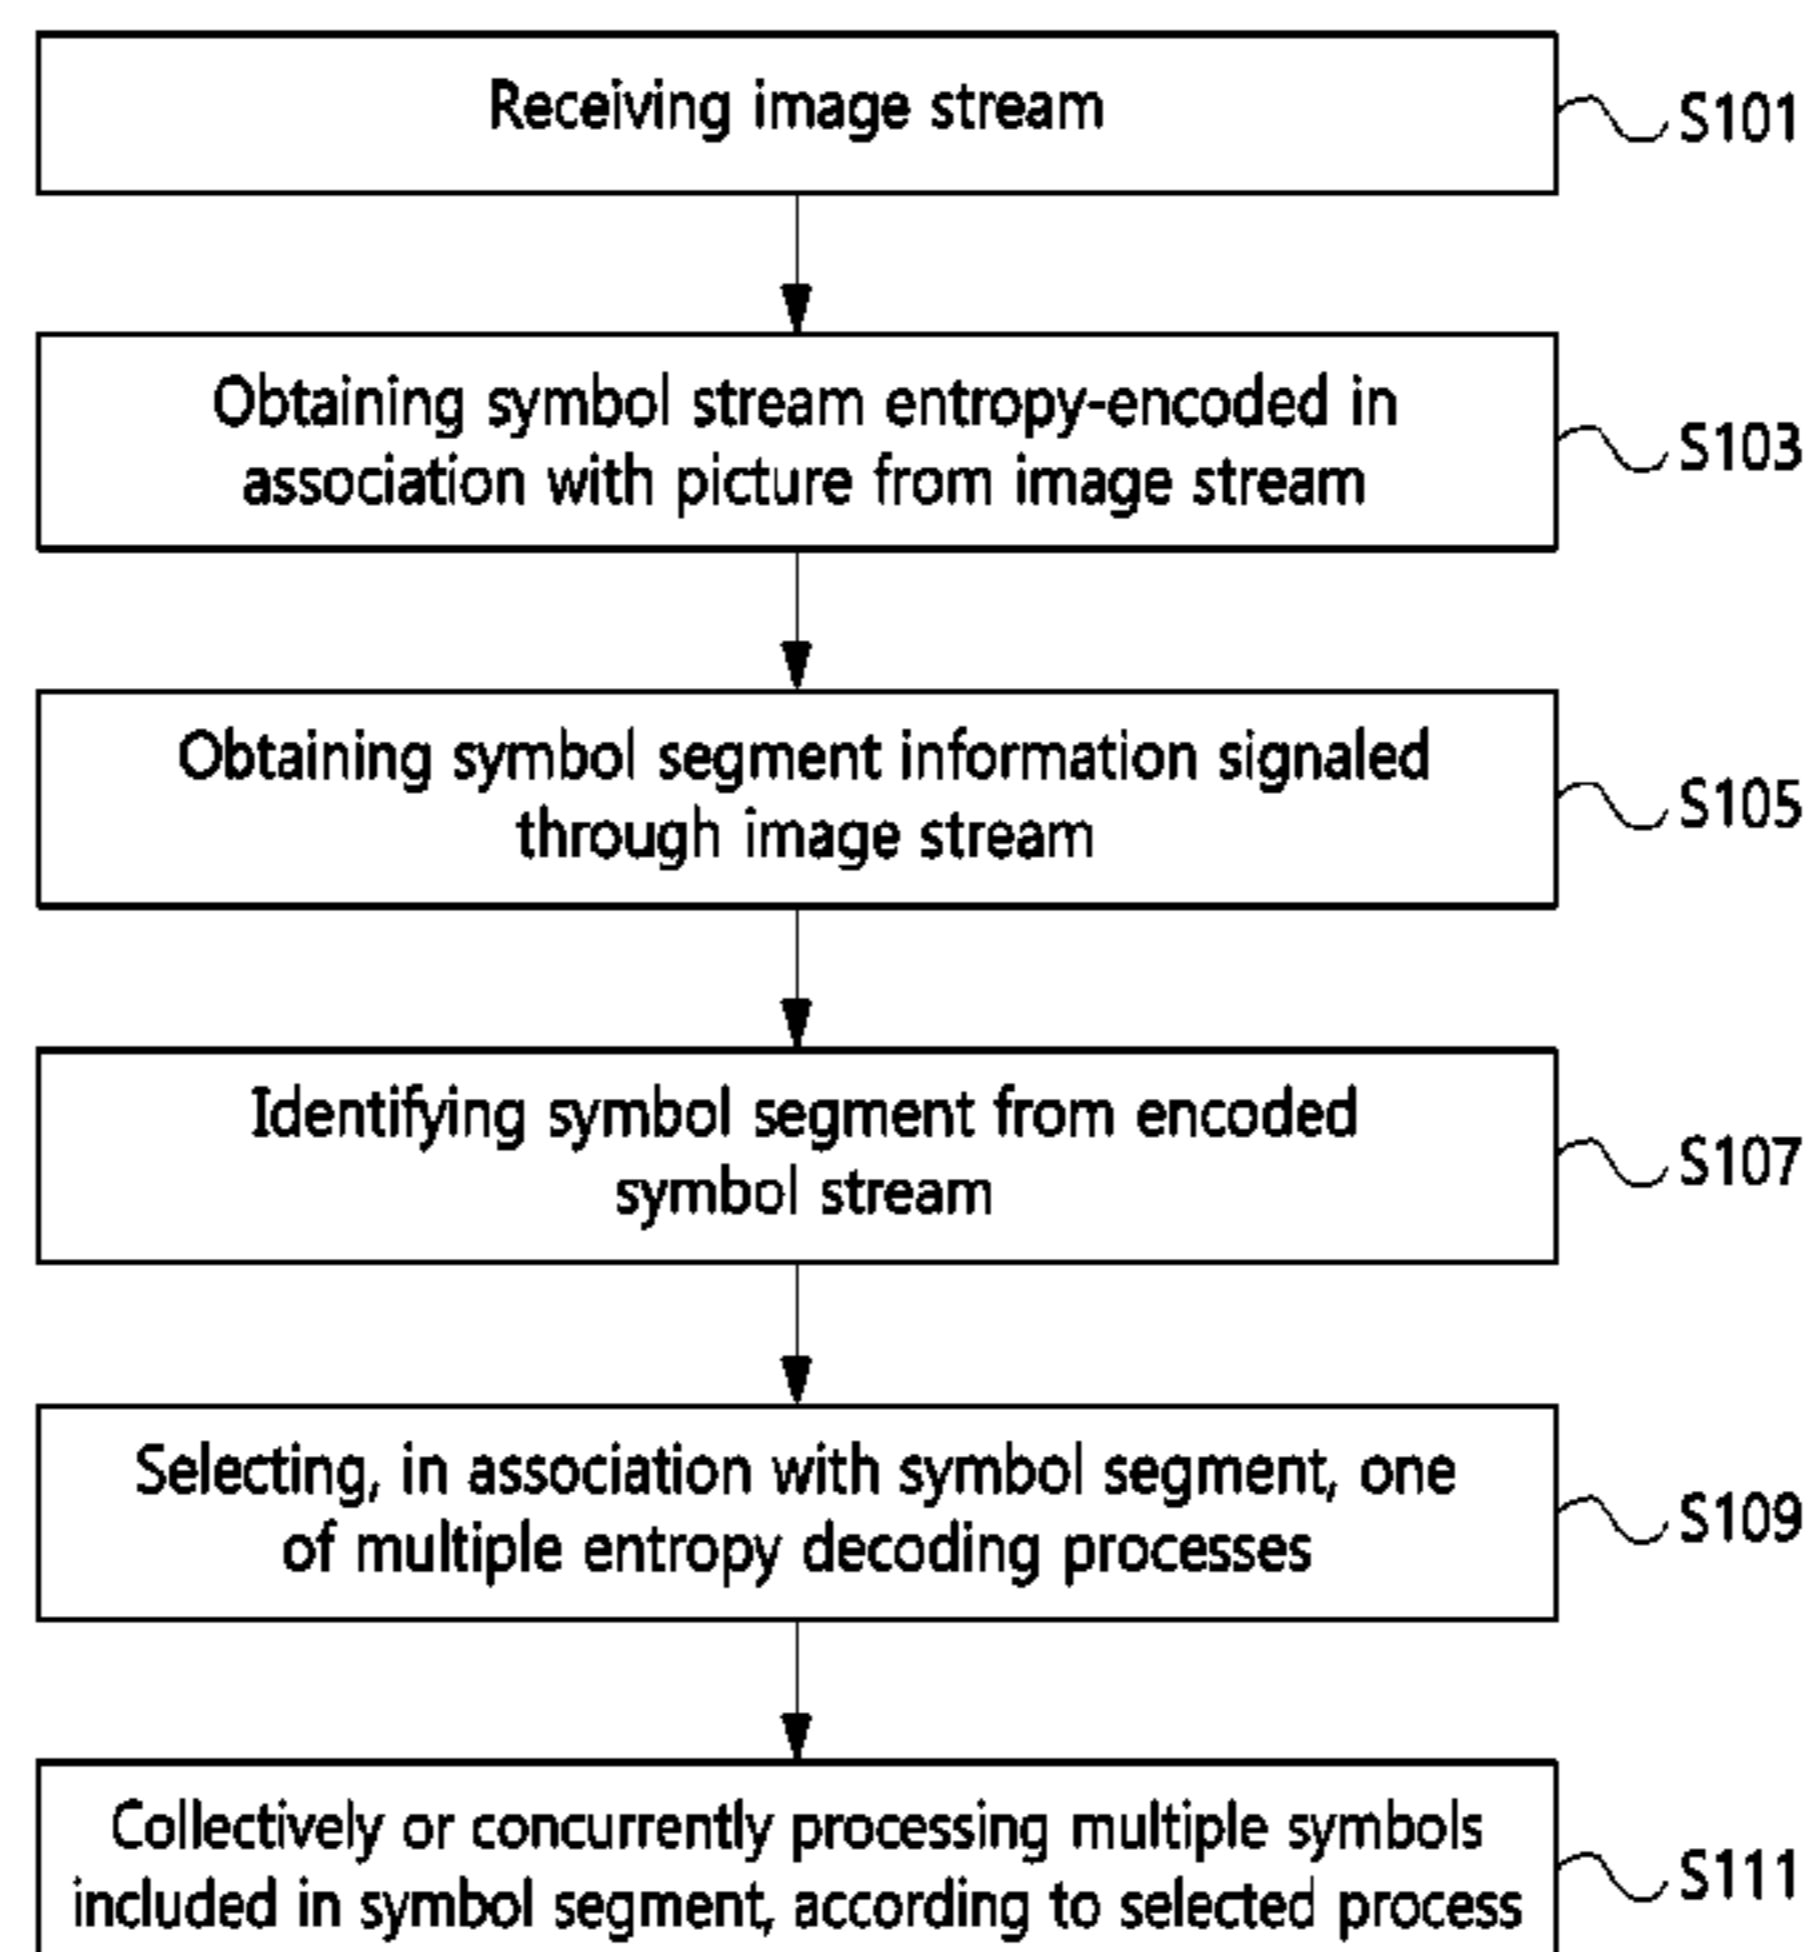 Receiving image stream
S101
Obtaining symbol stream entropy-encoded in
association with picture from image stream
S103
Obtaining symbol segment information signaled
through image stream
S105
Identifying symbol segment from encoded
symbol stream
S107
Selecting, in association with symbol segment, one
of multiple entropy decoding processes
S109
Collectively or concurrently processing multiple symbols
included in symbol segment, according to selected process
S111